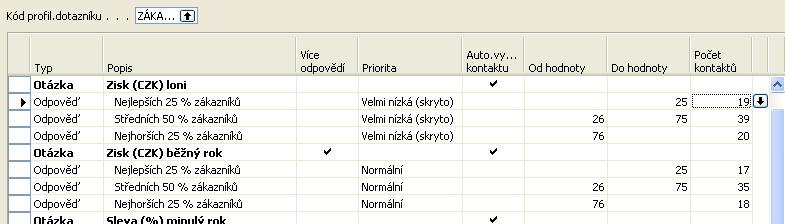 Kód profil.dotazníku . . . ZÁKA...
Typ Popis Více odpovědí Priorita Auto.vy... kontaktu Od hodnoty Do hodnoty Počet kontaktů
Otázka Zisk (CZK) loni ✔
Odpověď Nejlepších 25 % zákazníků Velmi nízká (skryto) 25 19
Odpověď Středních 50 % zákazníků Velmi nízká (skryto) 26 75 39
Odpověď Nejhorších 25 % zákazníků Velmi nízká (skryto) 76 20
Otázka Zisk (CZK) běžný rok ✔ ✔
Odpověď Nejlepších 25 % zákazníků Normální 25 17
Odpověď Středních 50 % zákazníků Normální 26 75 35
Odpověď Nejhorších 25 % zákazníků Normální 76 18
Otázka Sleva (%) minulý rok ✔